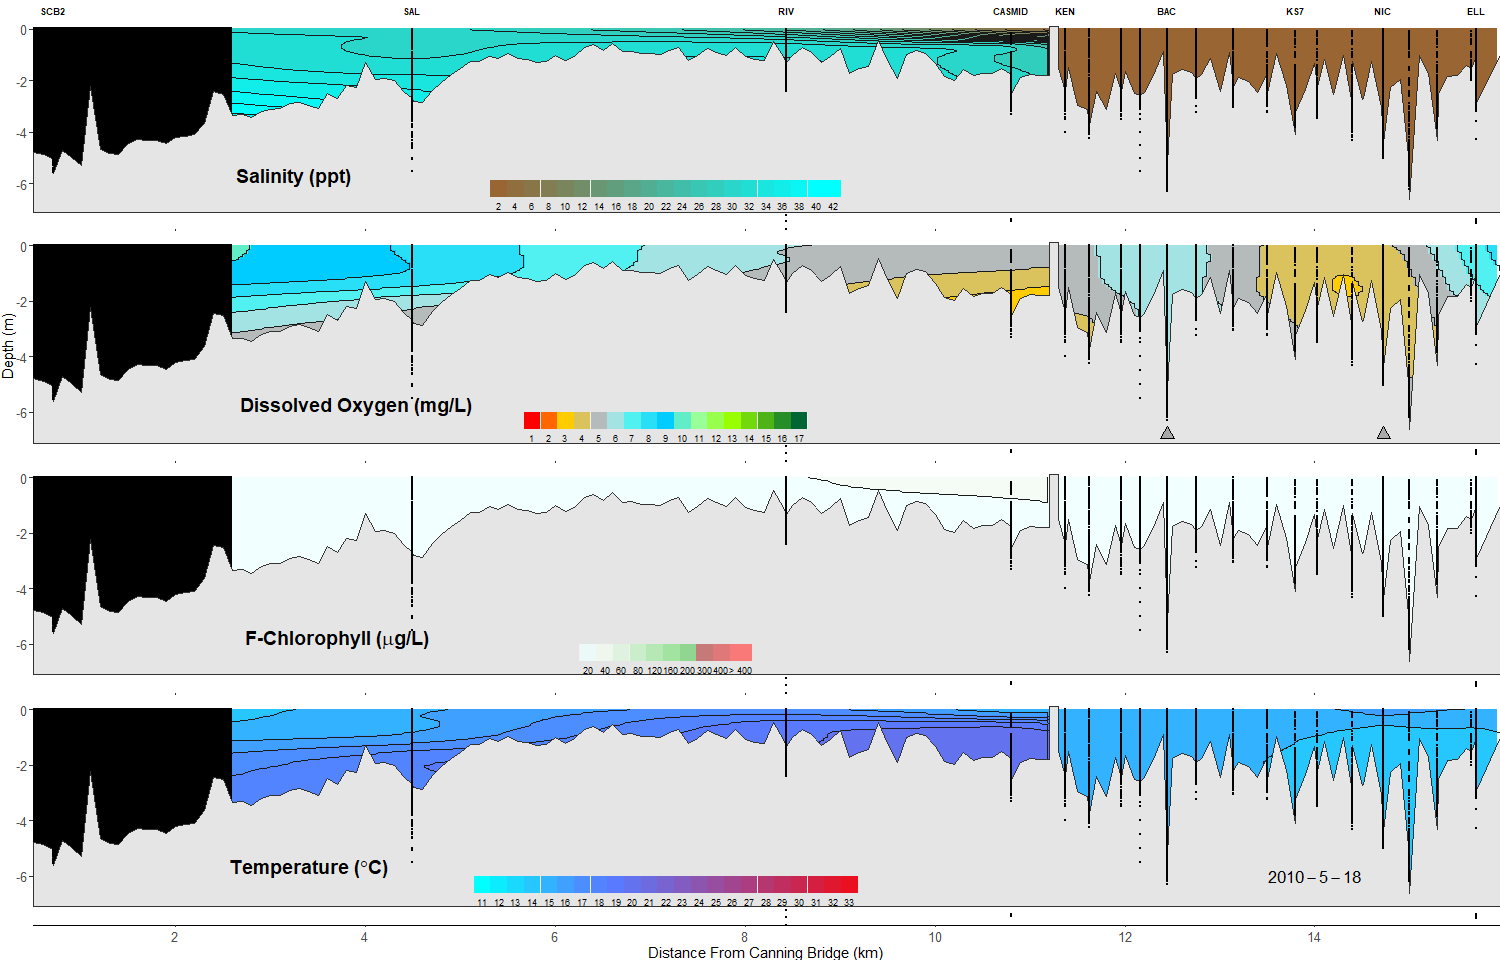 SCB2 SAL RIV CASMID KEN BAC KS7 NIC ELL
0
-2
-4
-6
Salinity (ppt)
2 4 6 8 10 12 14 16 18 20 22 24 26 28 30 32 34 36 38 40 42
0
-2
-4
-6
Dissolved Oxygen (mg/L)
1 2 3 4 5 6 7 8 9 10 11 12 13 14 15 16 17
Depth (m)
0
-2
-4
-6
F-Chlorophyll (μg/L)
20 40 60 80 120 160 200 300 400 > 400
0
-2
-4
-6
Temperature (°C)
2010 – 5 – 18
11 12 13 14 15 16 17 18 19 20 21 22 23 24 25 26 27 28 29 30 31 32 33
2 4 6 8 10 12 14
Distance From Canning Bridge (km)